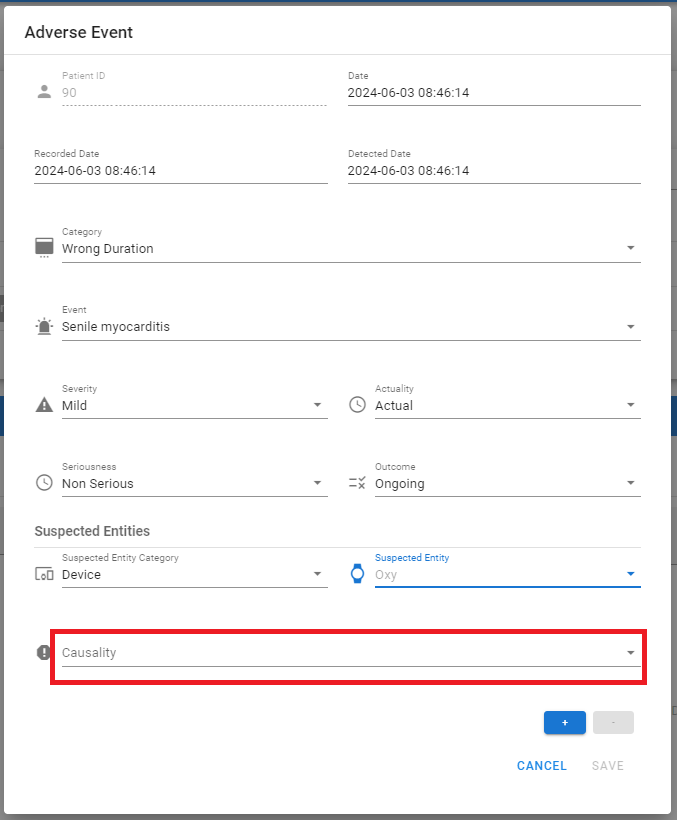 Adverse Event
Patient ID
90
Date
2024-06-03 08:46:14
Recorded Date
2024-06-03 08:46:14
Detected Date
2024-06-03 08:46:14
Category
Wrong Duration
Event
Senile myocarditis
Severity
Mild
Actuality
Actual
Seriousness
Non Serious
Outcome
Ongoing
Suspected Entities
Suspected Entity Category
Device
Suspected Entity
Oxy
Causality
+
-
CANCEL
SAVE